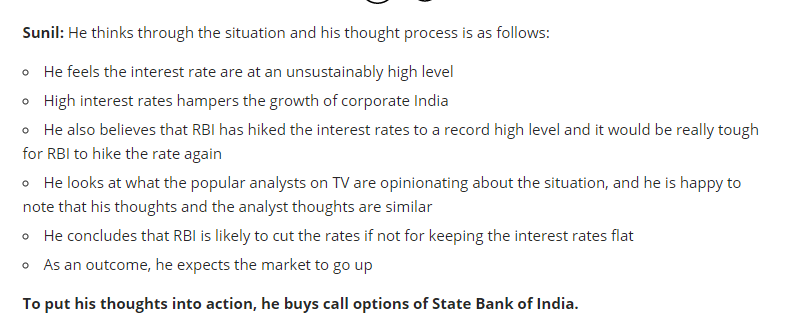 Sunil: He thinks through the situation and his thought process is as follows:
○ He feels the interest rate are at an unsustainably high level
○ High interest rates hampers the growth of corporate India
○ He also believes that RBI has hiked the interest rates to a record high level and it would be really tough
for RBI to hike the rate again
○ He looks at what the popular analysts on TV are opinionating about the situation, and he is happy to
note that his thoughts and the analyst thoughts are similar
○ He concludes that RBI is likely to cut the rates if not for keeping the interest rates flat
○ As an outcome, he expects the market to go up
To put his thoughts into action, he buys call options of State Bank of India.